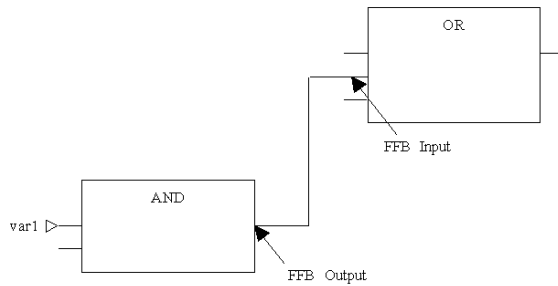 OR
FFB Input
AND
var1
FFB Output